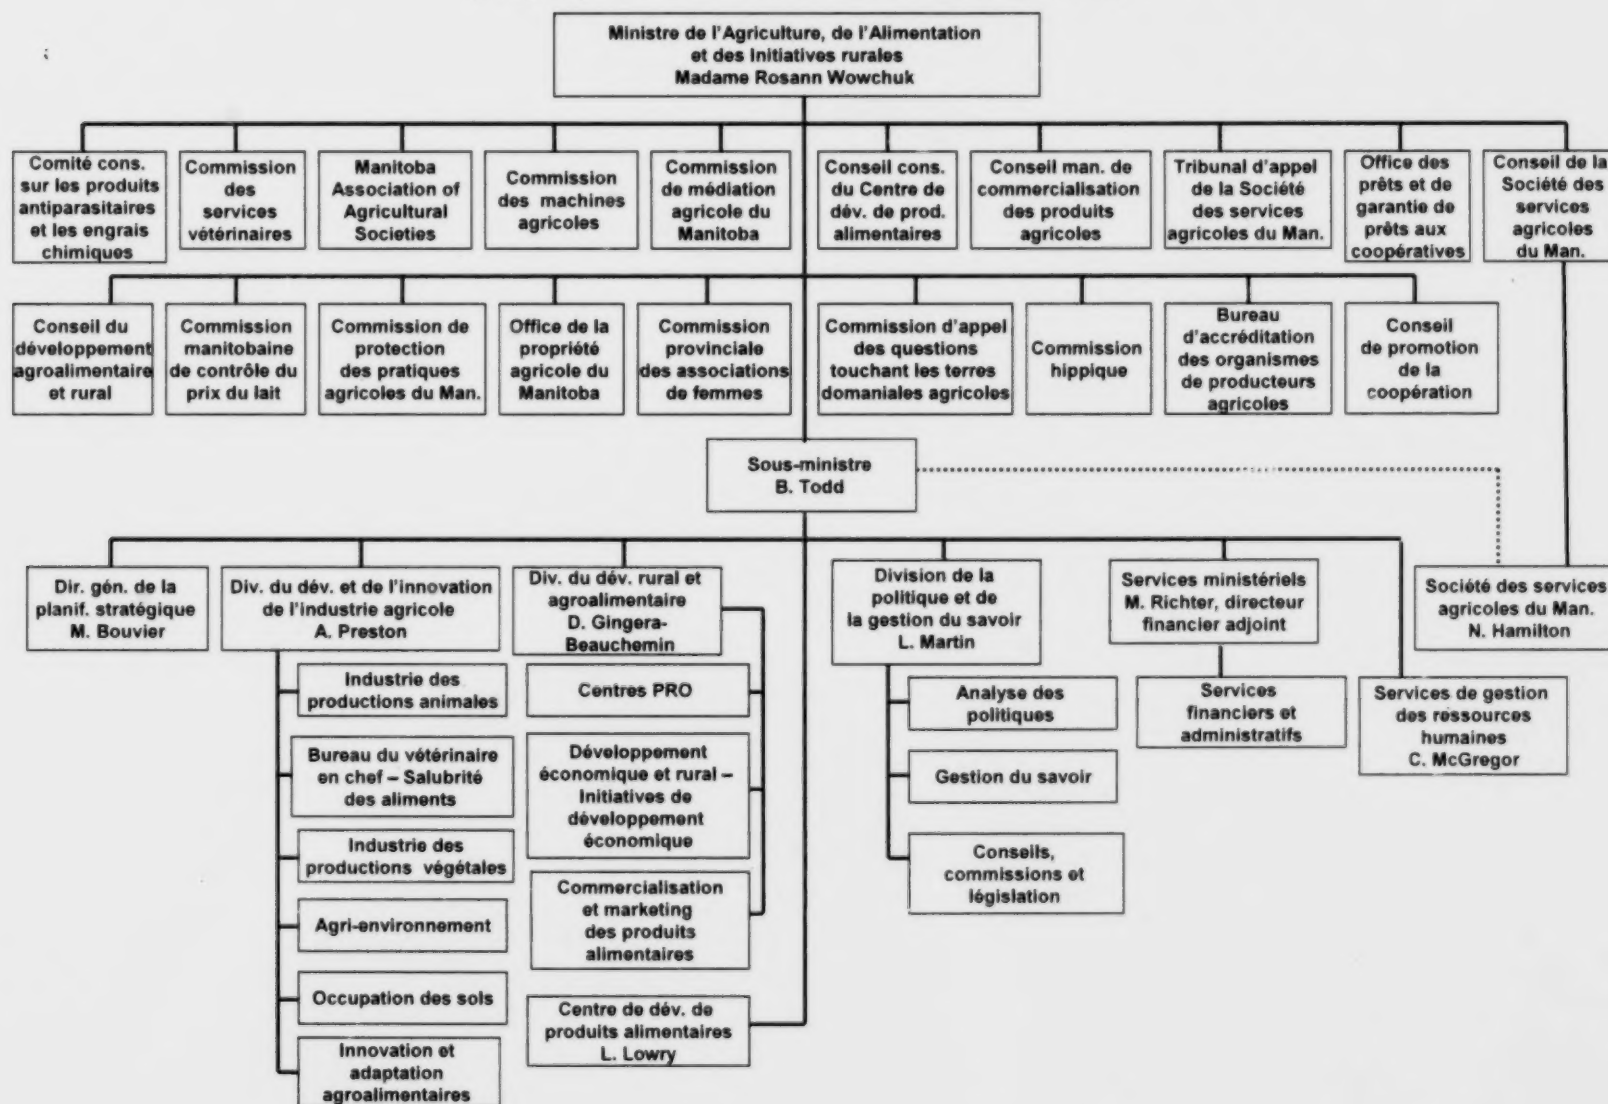 Ministre de l'Agriculture, de l'Alimentation
et des Initiatives rurales
Madame Rosann Wowchuk
Comité cons.
sur les produits
antiparasitaires
et les engrais
chimiques
Commission
des
services
vétérinaires
Manitoba
Association of
Agricultural
Societies
Commission
des machines
agricoles
Commission
de médiation
agricole du
Manitoba
Conseil cons.
du Centre de
dév. de prod.
alimentaires
Conseil man. de
commercialisation
des produits
agricoles
Tribunal d'appel
de la Société
des services
agricoles du Man.
Office des
prêts et de
garantie de
prêts aux
coopératives
Conseil de la
Société des
services
agricoles
du Man.
Conseil du
développement
agroalimentaire
et rural
Commission
manitobaine
de contrôle du
prix du lait
Commission de
protection
des pratiques
agricoles du Man.
Office de la
propriété
agricole du
Manitoba
Commission
provinciale
des associations
de femmes
Commission d'appel
des questions
touchant les terres
domaniales agricoles
Commission
hippique
Bureau
d'accréditation
des organismes
de producteurs
agricoles
Conseil
de promotion
de la
coopération
Sous-ministre
B. Todd
Dir. gén. de la
planif. stratégique
M. Bouvier
Div. du dév. et de l'innovation
de l'industrie agricole
A. Preston
Div. du dév. rural et
agroalimentaire
D. Gingera-
Beauchemin
Division de la
politique et de
la gestion du savoir
L. Martin
Services ministériels
M. Richter, directeur
financier adjoint
Société des services
agricoles du Man.
N. Hamilton
Industrie des
productions animales
Bureau du vétérinaire
en chef – Salubrité
des aliments
Industrie des
productions végétales
Agri-environnement
Occupation des sols
Innovation et
adaptation
agroalimentaires
Centres PRO
Développement
économique et rural –
Initiatives de
développement
économique
Commercialisation
et marketing
des produits
alimentaires
Centre de dév. de
produits alimentaires
L. Lowry
Analyse des
politiques
Gestion du savoir
Conseils,
commissions et
législation
Services
financiers et
administratifs
Services de gestion
des ressources
humaines
C. McGregor